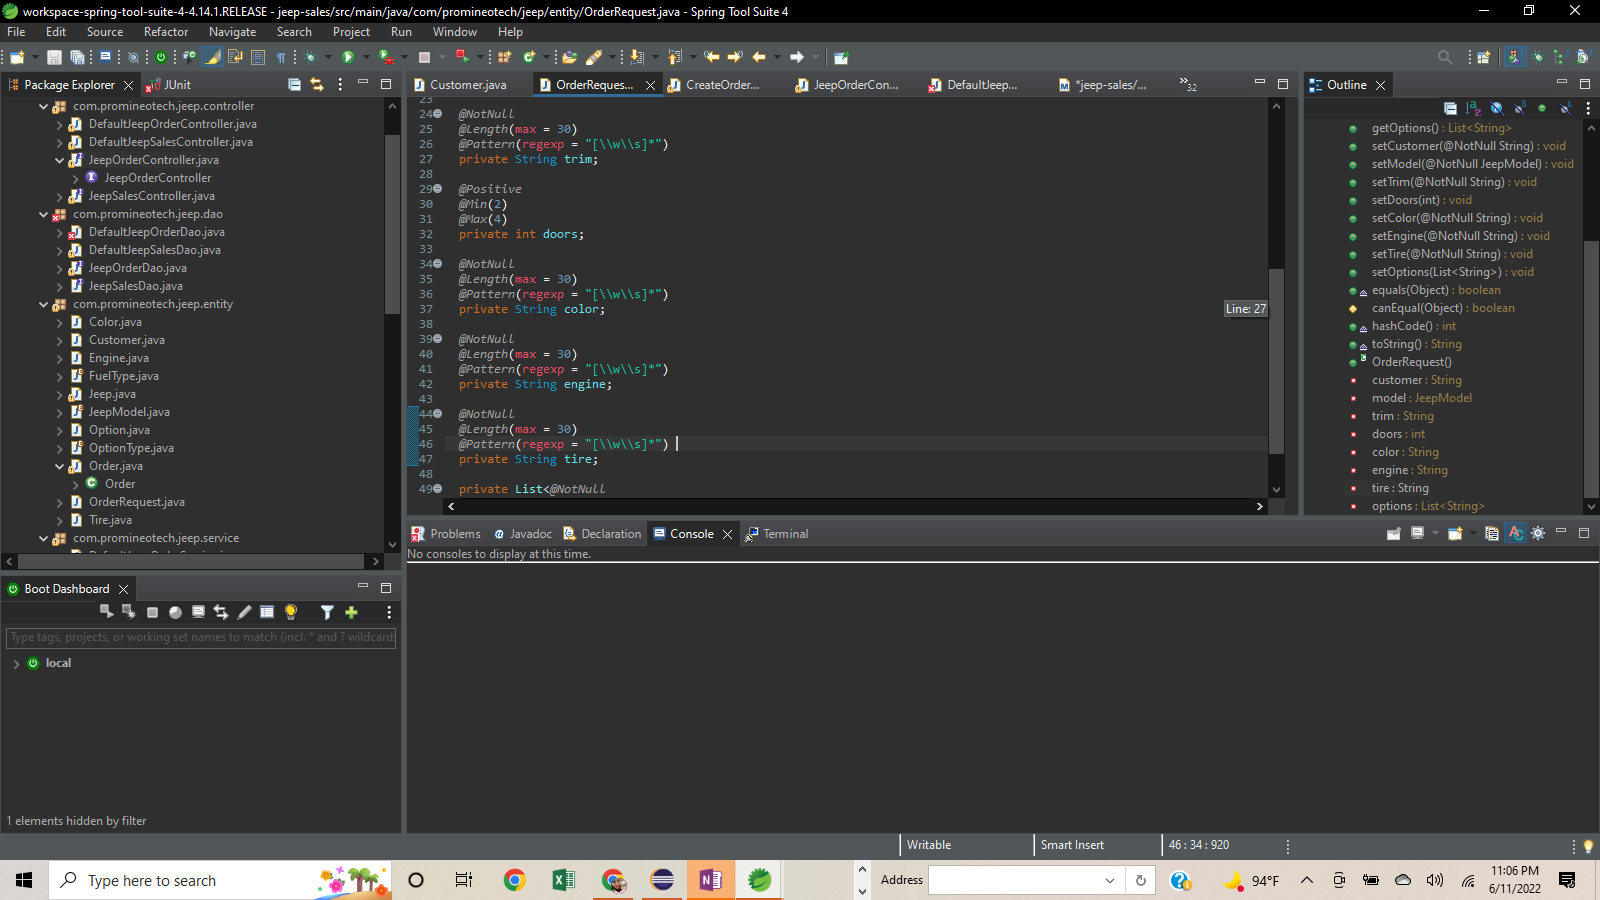 workspace-spring-tool-suite-4-4.14.1.RELEASE - jeep-sales/src/main/java/com/promineotech/jeep/entity/OrderRequest.java - Spring Tool Suite 4
File Edit Source Refactor Navigate Search Project Run Window Help
Package Explorer
JUnit
com.promineotech.jeep.controller
DefaultJeepOrderController.java
DefaultJeepSalesController.java
JeepOrderController.java
JeepOrderController
JeepSalesController.java
com.promineotech.jeep.dao
DefaultJeepOrderDao.java
DefaultJeepSalesDao.java
JeepOrderDao.java
JeepSalesDao.java
com.promineotech.jeep.entity
Color.java
Customer.java
Engine.java
FuelType.java
Jeep.java
JeepModel.java
Option.java
OptionType.java
Order.java
Order
OrderRequest.java
Tire.java
com.promineotech.jeep.service
Customer.java OrderReques... CreateOrder... JeepOrderCon... DefaultJeep... *jeep-sales/... 32
23
24 @NotNull
25 @Length(max = 30)
26 @Pattern(regexp = "[\\w\\s]*")
27 private String trim;
28
29 @Positive
30 @Min(2)
31 @Max(4)
32 private int doors;
33
34 @NotNull
35 @Length(max = 30)
36 @Pattern(regexp = "[\\w\\s]*")
37 private String color;
38
39 @NotNull
40 @Length(max = 30)
41 @Pattern(regexp = "[\\w\\s]*")
42 private String engine;
43
44 @NotNull
45 @Length(max = 30)
46 @Pattern(regexp = "[\\w\\s]*")
47 private String tire;
48
49 private List<@NotNull
Line: 27
Outline
getOptions() : List<String>
setCustomer(@NotNull String) : void
setModel(@NotNull JeepModel) : void
setTrim(@NotNull String) : void
setDoors(int) : void
setColor(@NotNull String) : void
setEngine(@NotNull String) : void
setTire(@NotNull String) : void
setOptions(List<String>) : void
equals(Object) : boolean
canEqual(Object) : boolean
hashCode() : int
toString() : String
OrderRequest()
customer : String
model : JeepModel
trim : String
doors : int
color : String
engine : String
tire : String
options : List<String>
Problems Javadoc Declaration Console Terminal
No consoles to display at this time.
Boot Dashboard
Type tags, projects, or working set names to match (incl. * and ? wildcards
local
1 elements hidden by filter
Writable Smart Insert 46 : 34 : 920
Type here to search
Address
94°F
11:06 PM
6/11/2022